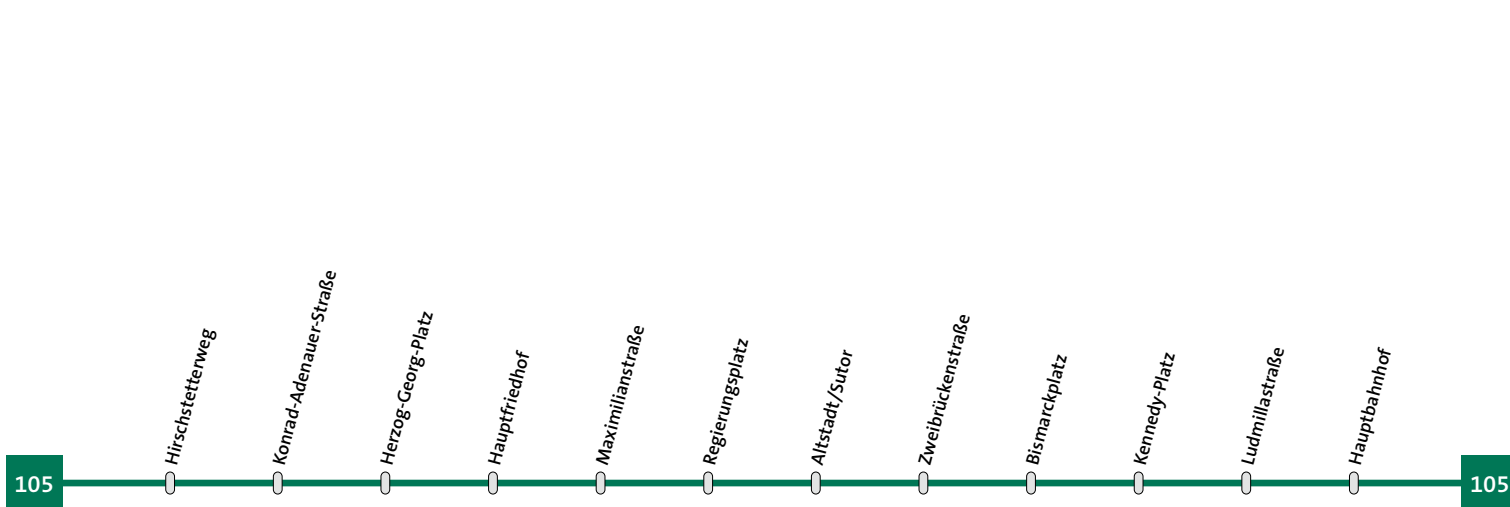 105
Hirschstetterweg
Konrad-Adenauer-Straße
Herzog-Georg-Platz
Hauptfriedhof
Maximilianstraße
Regierungsplatz
Altstadt/Sutor
Zweibrückenstraße
Bismarckplatz
Kennedy-Platz
Ludmillastraße
Hauptbahnhof
105